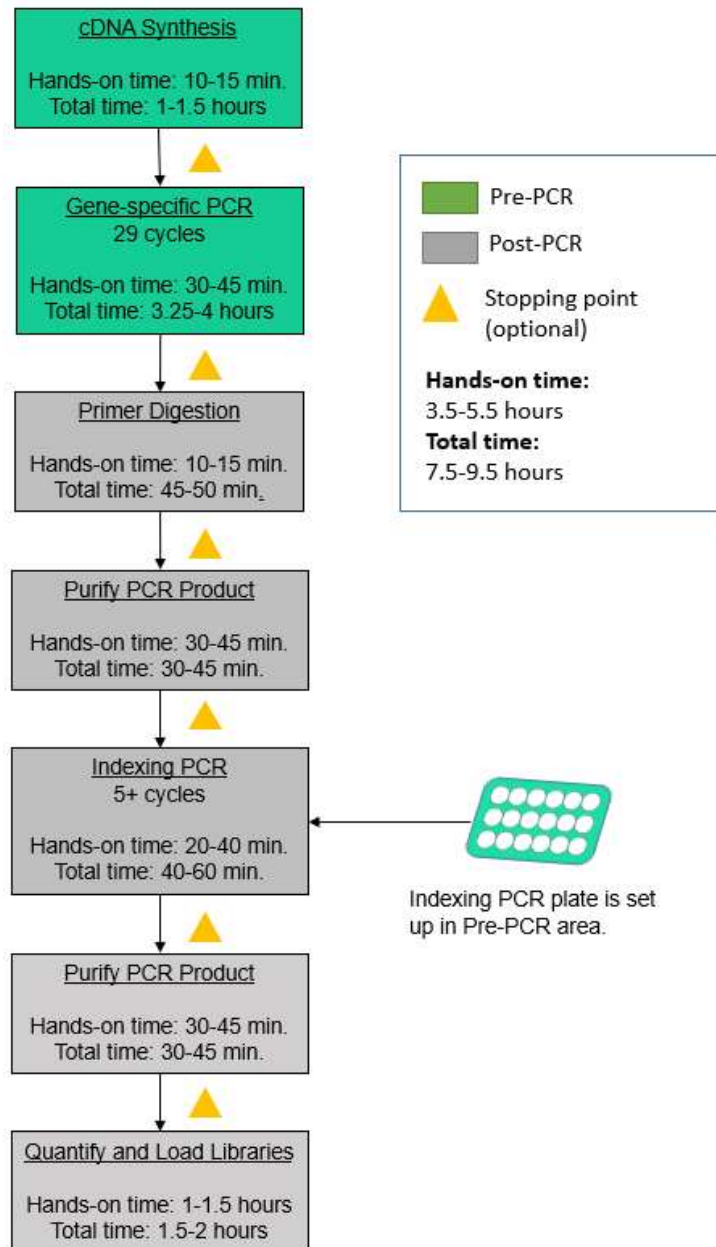 cDNA Synthesis
Hands-on time: 10-15 min.
Total time: 1-1.5 hours
Gene-specific PCR
29 cycles
Hands-on time: 30-45 min.
Total time: 3.25-4 hours
Primer Digestion
Hands-on time: 10-15 min.
Total time: 45-50 min.
Purify PCR Product
Hands-on time: 30-45 min.
Total time: 30-45 min.
Indexing PCR
5+ cycles
Hands-on time: 20-40 min.
Total time: 40-60 min.
Purify PCR Product
Hands-on time: 30-45 min.
Total time: 30-45 min.
Quantify and Load Libraries
Hands-on time: 1-1.5 hours
Total time: 1.5-2 hours
Pre-PCR
Post-PCR
Stopping point
(optional)
Hands-on time:
3.5-5.5 hours
Total time:
7.5-9.5 hours
Indexing PCR plate is set
up in Pre-PCR area.